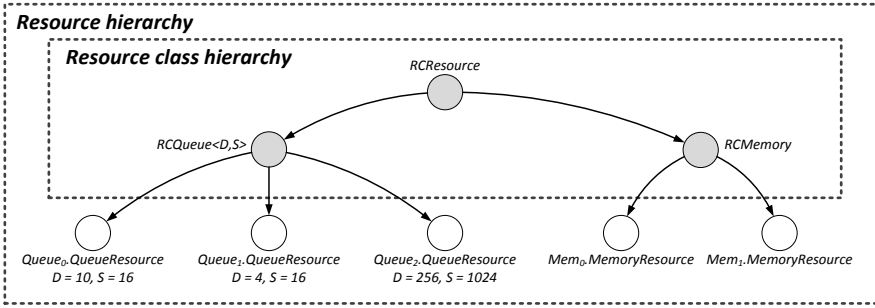 Resource hierarchy
Resource class hierarchy
RCResource
RCQueue<D,S>
RCMemory
Queue₀.QueueResource
D = 10, S = 16
Queue₁.QueueResource
D = 4, S = 16
Queue₂.QueueResource
D = 256, S = 1024
Mem₀.MemoryResource
Mem₁.MemoryResource